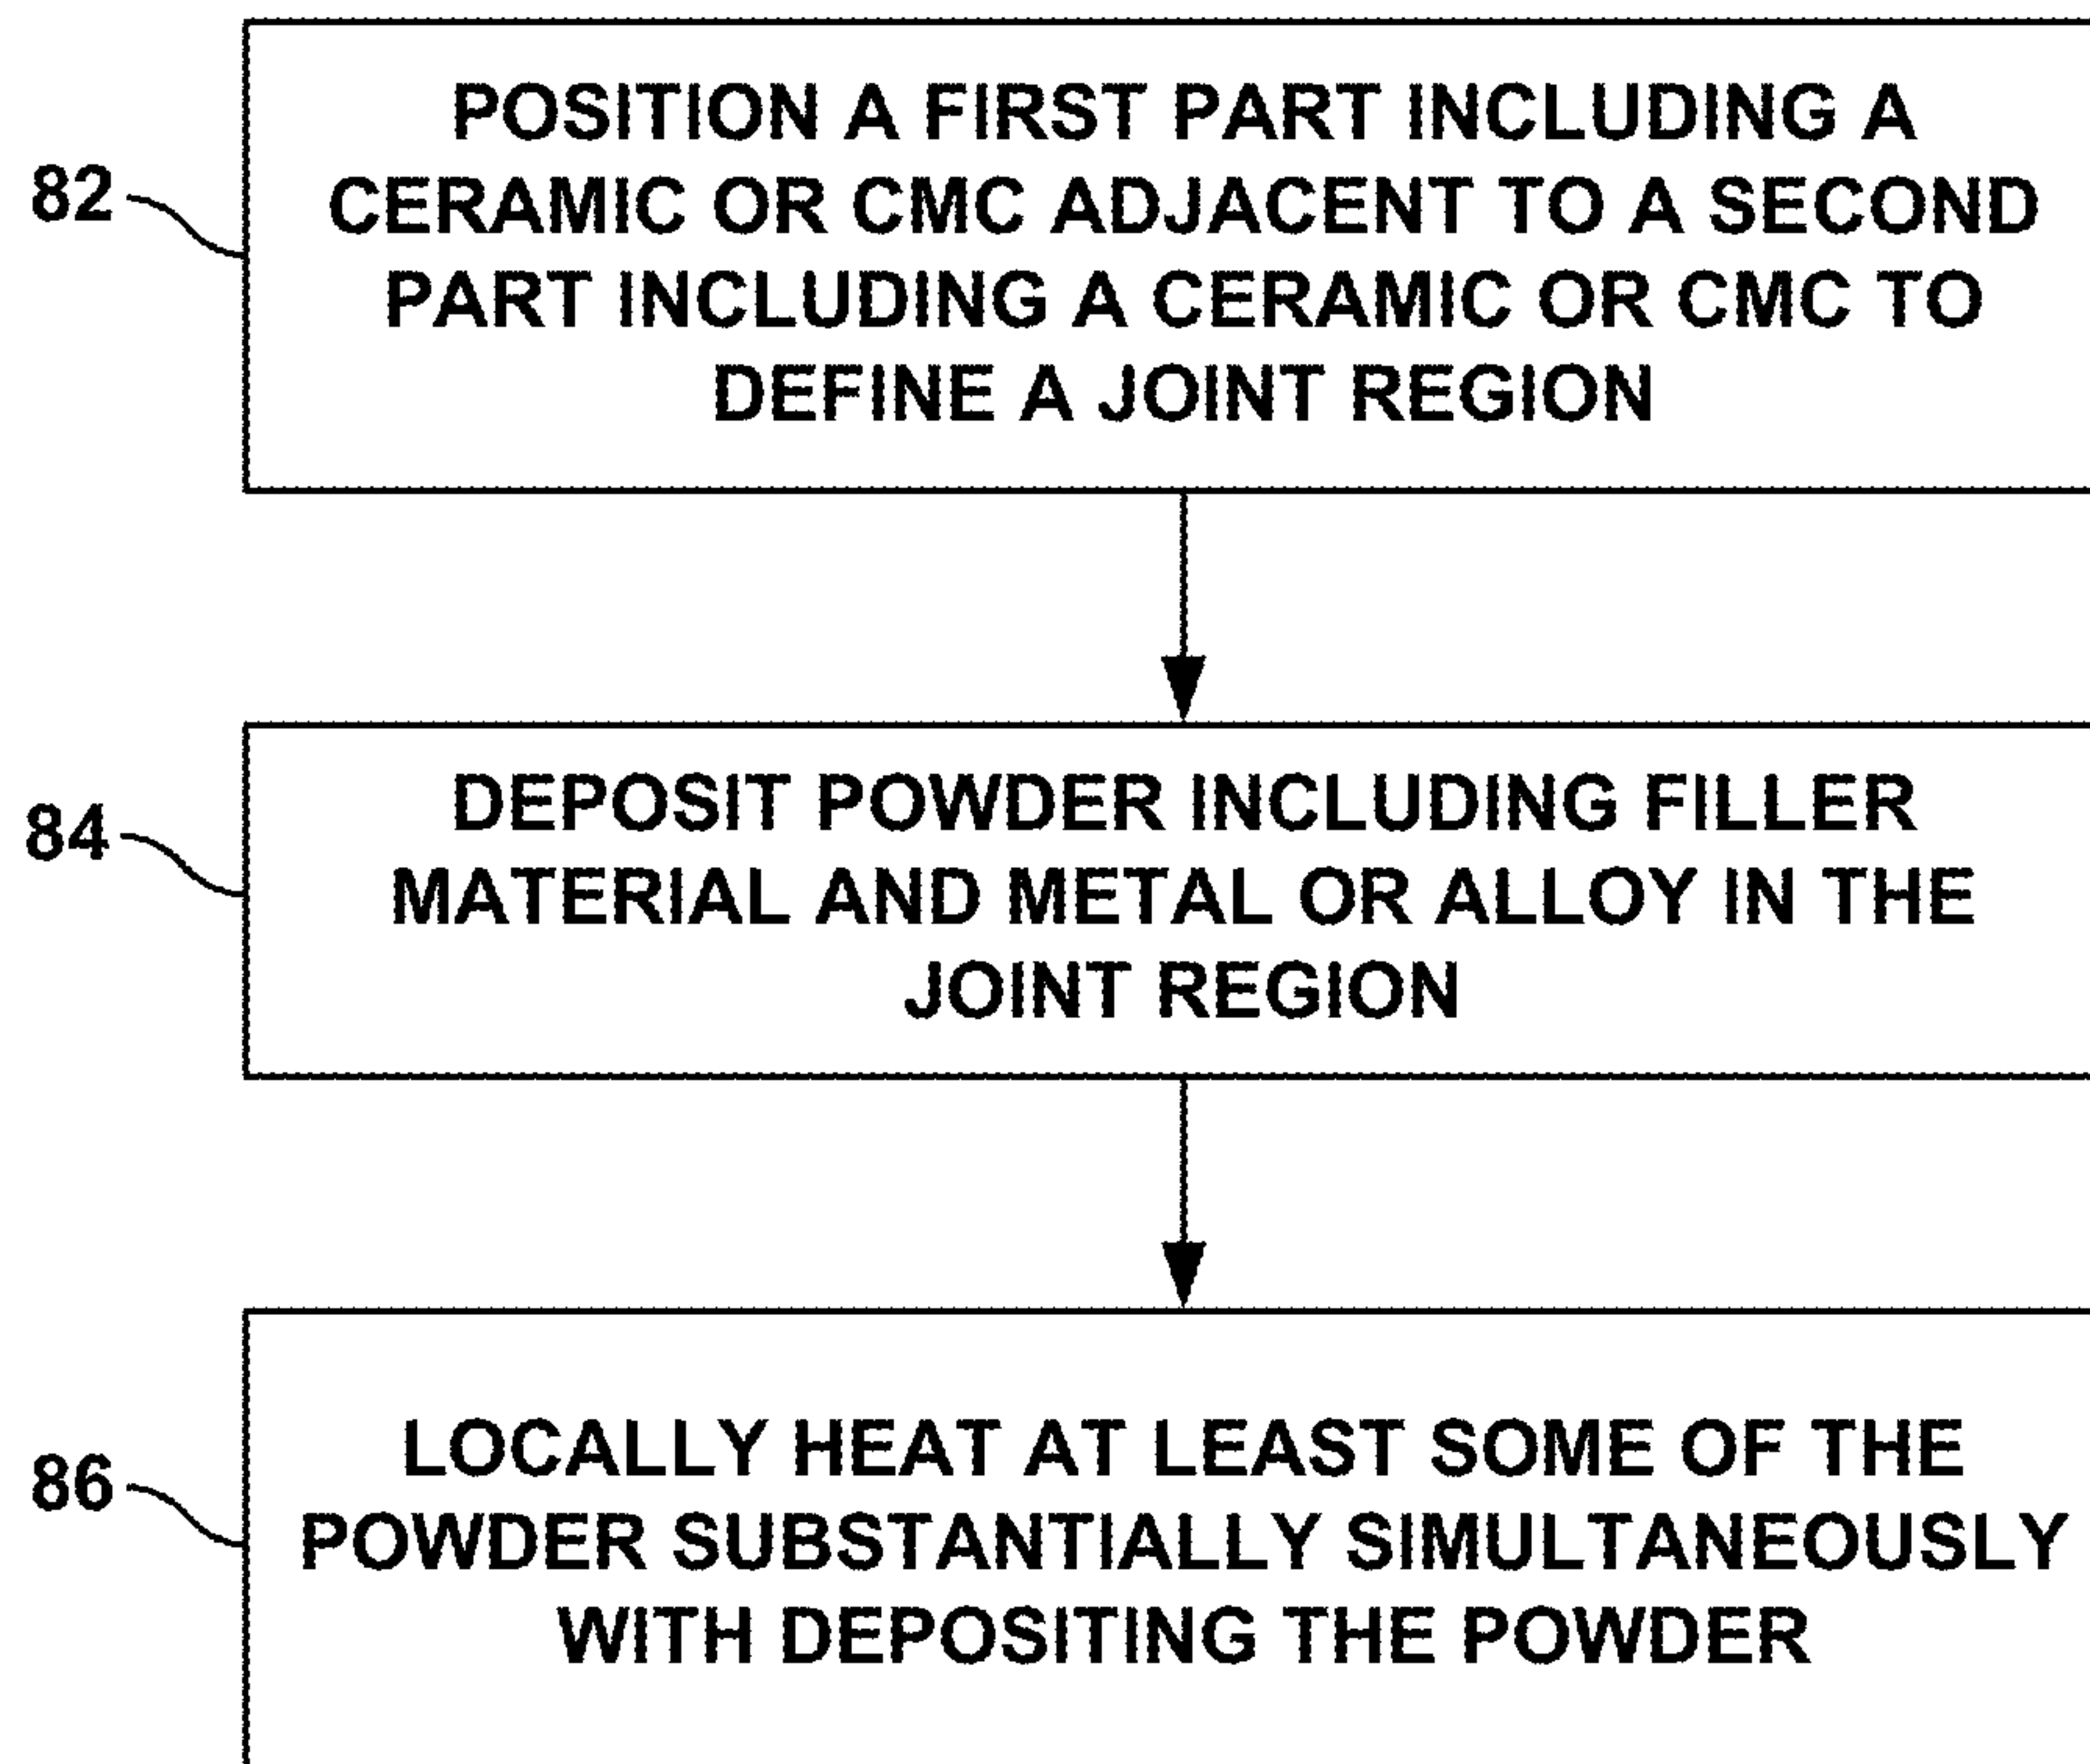 82
POSITION A FIRST PART INCLUDING A
CERAMIC OR CMC ADJACENT TO A SECOND
PART INCLUDING A CERAMIC OR CMC TO
DEFINE A JOINT REGION
84
DEPOSIT POWDER INCLUDING FILLER
MATERIAL AND METAL OR ALLOY IN THE
JOINT REGION
86
LOCALLY HEAT AT LEAST SOME OF THE
POWDER SUBSTANTIALLY SIMULTANEOUSLY
WITH DEPOSITING THE POWDER